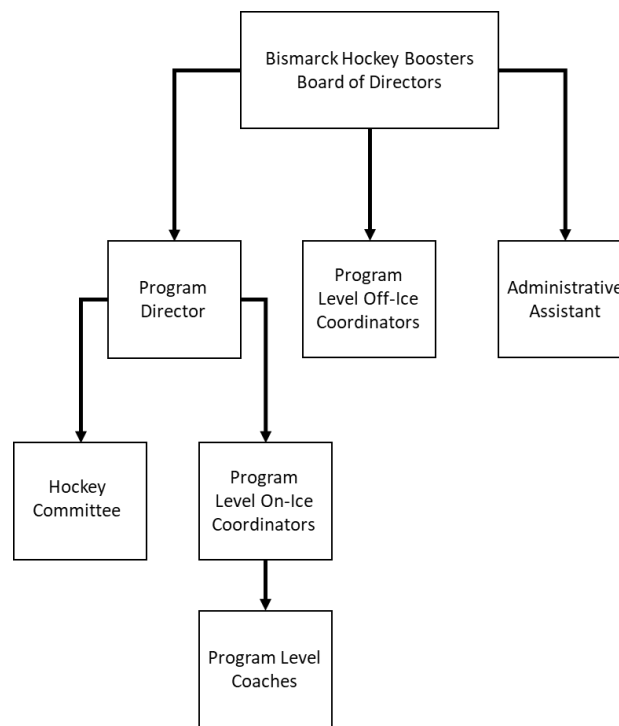 Bismarck Hockey Boosters
Board of Directors
Program
Director
Program
Level Off-Ice
Coordinators
Administrative
Assistant
Hockey
Committee
Program
Level On-Ice
Coordinators
Program Level
Coaches